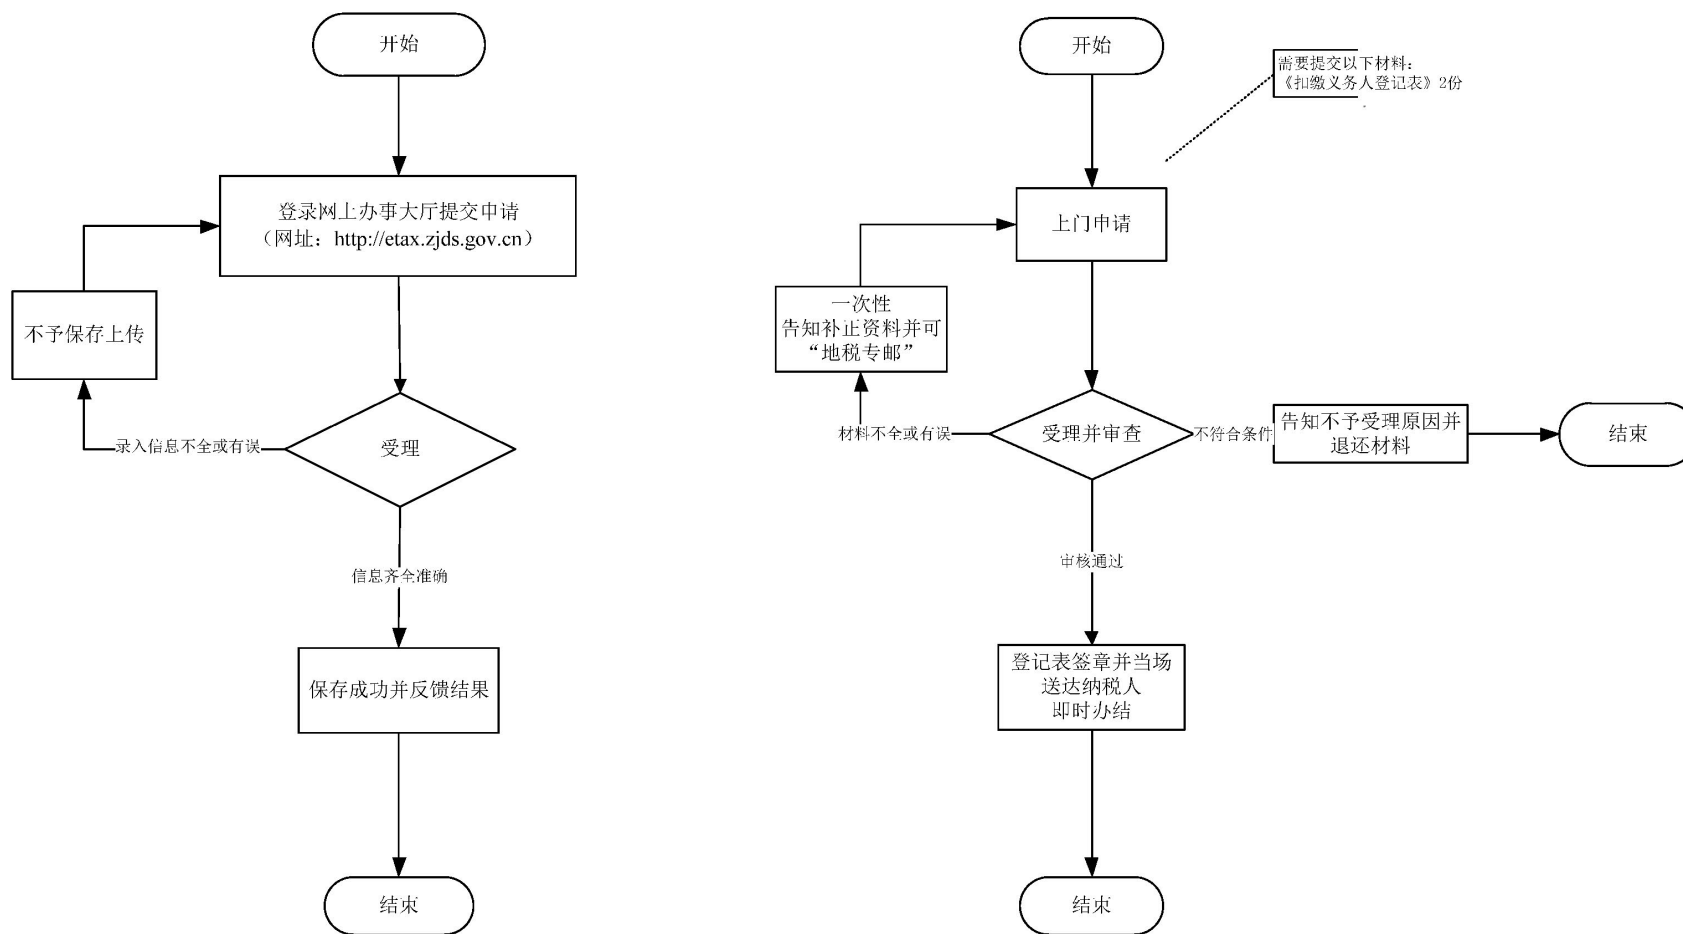 开始
登录网上办事大厅提交申请
（网址：http://etax.zjds.gov.cn）
不予保存上传
录入信息不全或有误
受理
信息齐全准确
保存成功并反馈结果
结束
开始
需要提交以下材料：
《扣缴义务人登记表》2份
上门申请
一次性
告知补正资料并可
“地税专邮”
材料不全或有误
受理并审查
不符合条件
告知不予受理原因并
退还材料
结束
审核通过
登记表签章并当场
送达纳税人
即时办结
结束